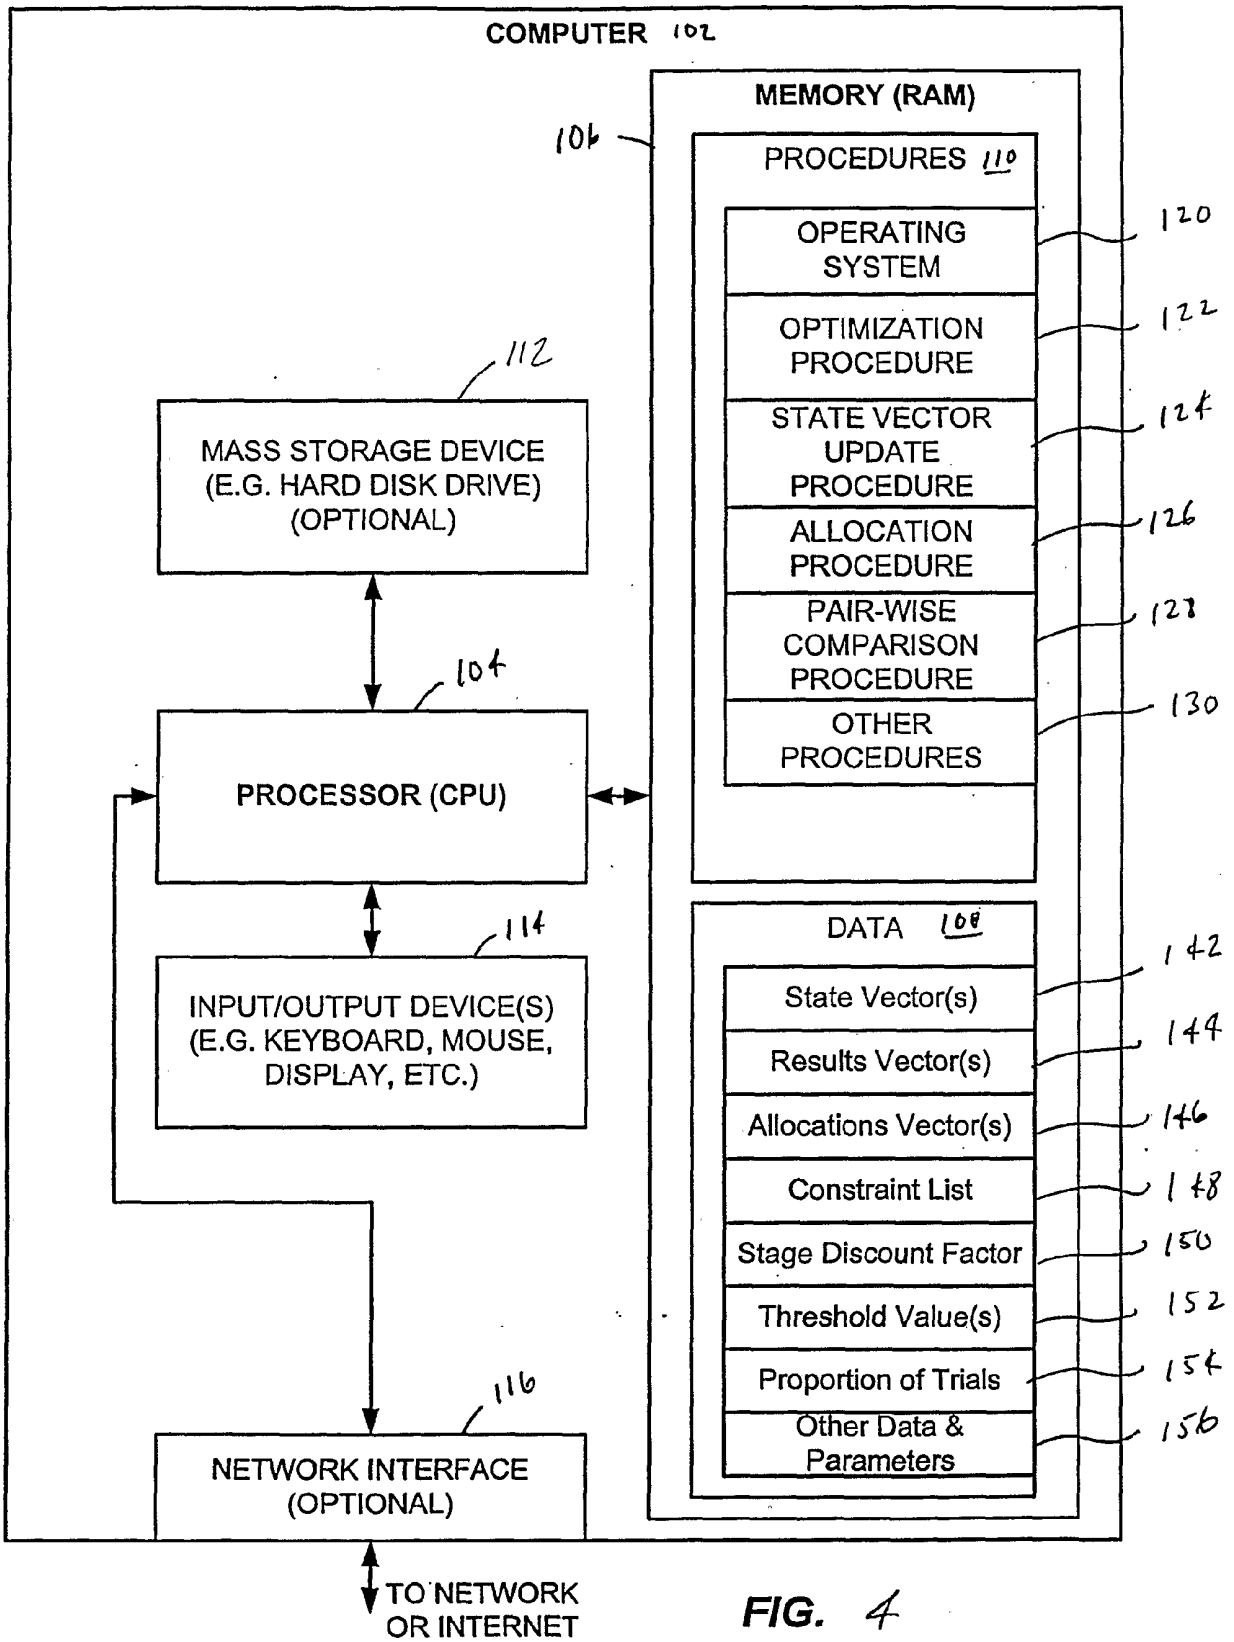 COMPUTER 102
MEMORY (RAM)
106
PROCEDURES 110
OPERATING
SYSTEM
120
OPTIMIZATION
PROCEDURE
122
STATE VECTOR
UPDATE
PROCEDURE
124
ALLOCATION
PROCEDURE
126
PAIR-WISE
COMPARISON
PROCEDURE
128
OTHER
PROCEDURES
130
112
MASS STORAGE DEVICE
(E.G. HARD DISK DRIVE)
(OPTIONAL)
104
PROCESSOR (CPU)
114
INPUT/OUTPUT DEVICE(S)
(E.G. KEYBOARD, MOUSE,
DISPLAY, ETC.)
116
NETWORK INTERFACE
(OPTIONAL)
TO NETWORK
OR INTERNET
DATA 108
State Vector(s)
142
Results Vector(s)
144
Allocations Vector(s)
146
Constraint List
148
Stage Discount Factor
150
Threshold Value(s)
152
Proportion of Trials
154
Other Data &
Parameters
156
FIG. 4